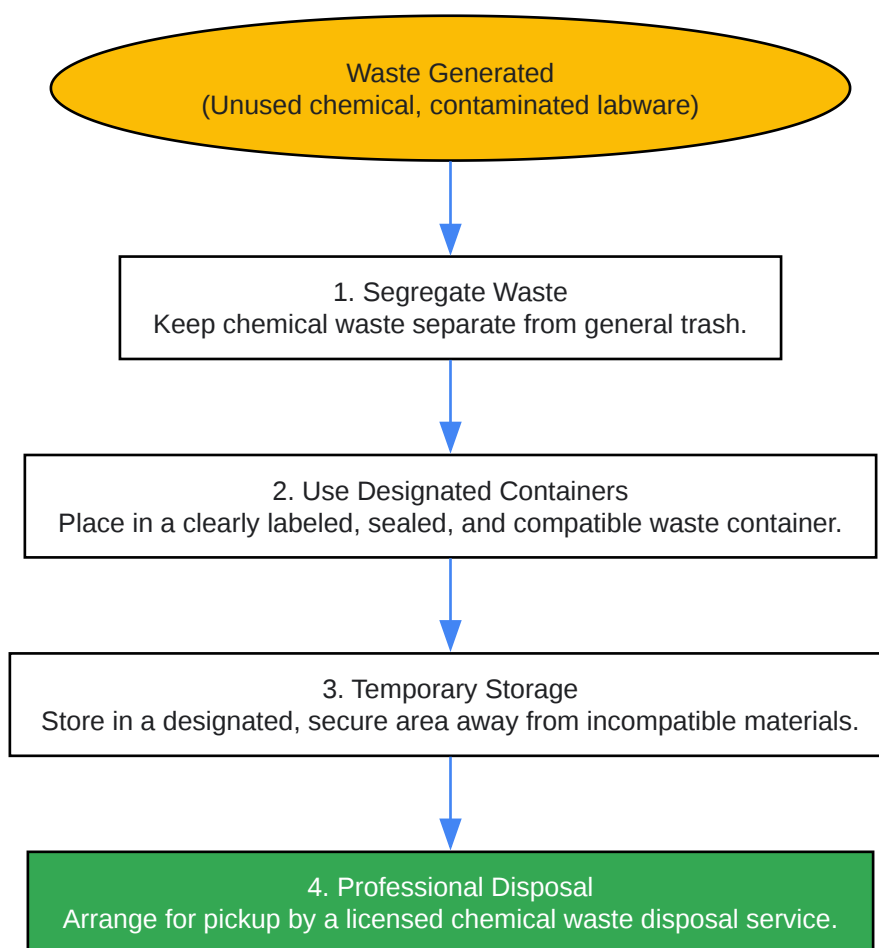 Waste Generated
(Unused chemical, contaminated labware)
1. Segregate Waste
Keep chemical waste separate from general trash.
2. Use Designated Containers
Place in a clearly labeled, sealed, and compatible waste container.
3. Temporary Storage
Store in a designated, secure area away from incompatible materials.
4. Professional Disposal
Arrange for pickup by a licensed chemical waste disposal service.